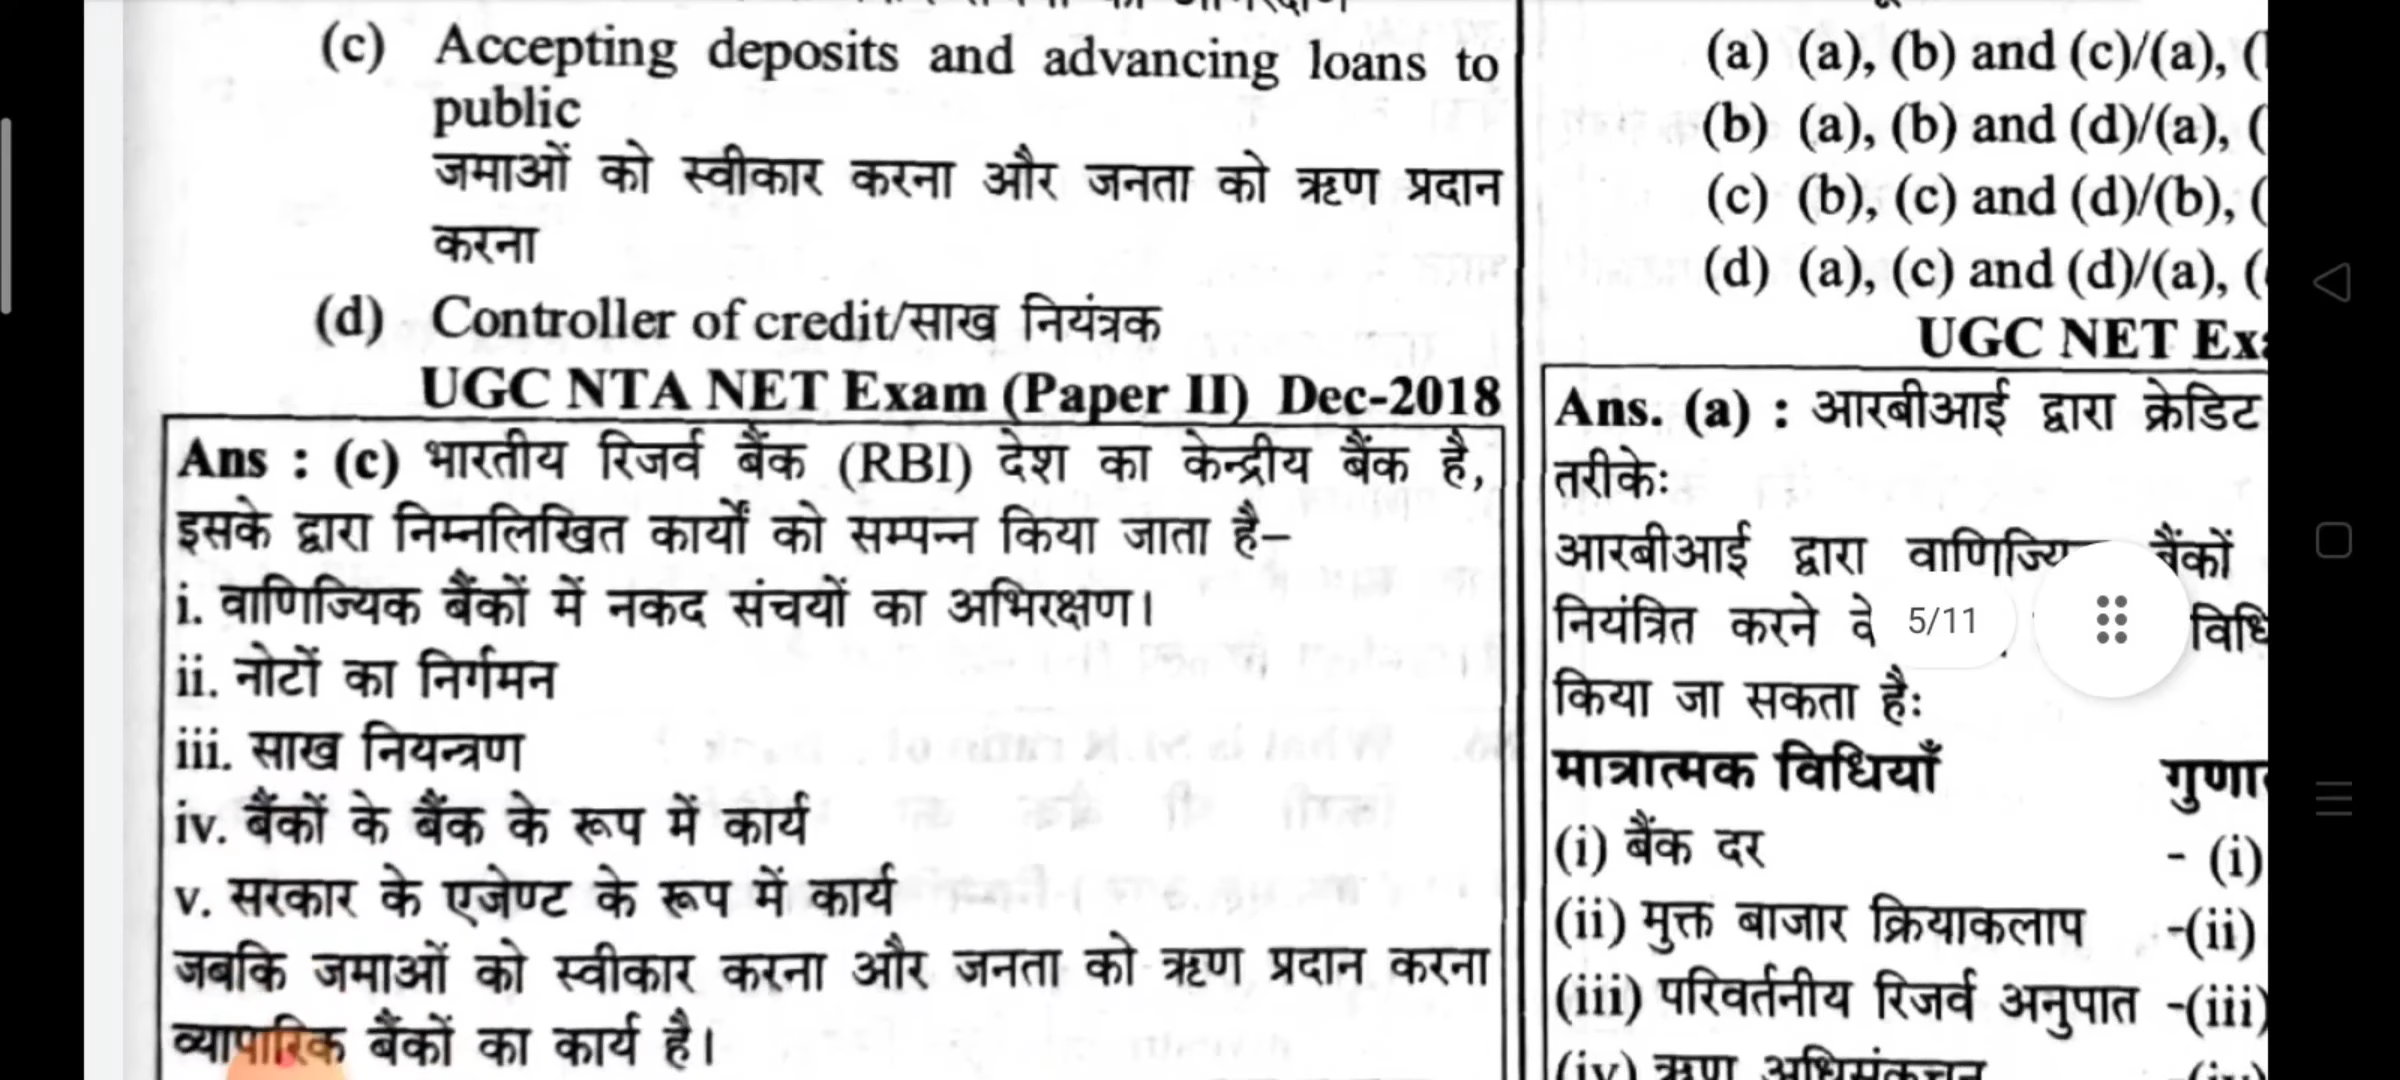 (c) Accepting deposits and advancing loans to
public
जमाओं को स्वीकार करना और जनता को ऋण प्रदान
करना
(d) Controller of credit/साख नियंत्रक
UGC NTA NET Exam (Paper II) Dec-2018
Ans : (c) भारतीय रिजर्व बैंक (RBI) देश का केन्द्रीय बैंक है,
इसके द्वारा निम्नलिखित कार्यों को सम्पन्न किया जाता है–
i. वाणिज्यिक बैंकों में नकद संचयों का अभिरक्षण।
ii. नोटों का निर्गमन
iii. साख नियन्त्रण
iv. बैंकों के बैंक के रूप में कार्य
v. सरकार के एजेण्ट के रूप में कार्य
जबकि जमाओं को स्वीकार करना और जनता को ऋण प्रदान करना
व्यापारिक बैंकों का कार्य है।
(a) (a), (b) and (c)/(a), (
(b) (a), (b) and (d)/(a), (
(c) (b), (c) and (d)/(b), (
(d) (a), (c) and (d)/(a), (
UGC NET
Ans. (a) : आरबीआई द्वारा क्रेडिट
तरीकेः
आरबीआई द्वारा बैंकों
नियंत्रित करने
5/11
किया जा सकता हैः
मात्रात्मक विधियाँ
(i) बैंक दर - (i)
(ii) मुक्त बाजार क्रियाकलाप -(ii)
(iii) परिवर्तनीय रिजर्व अनुपात -(iii)